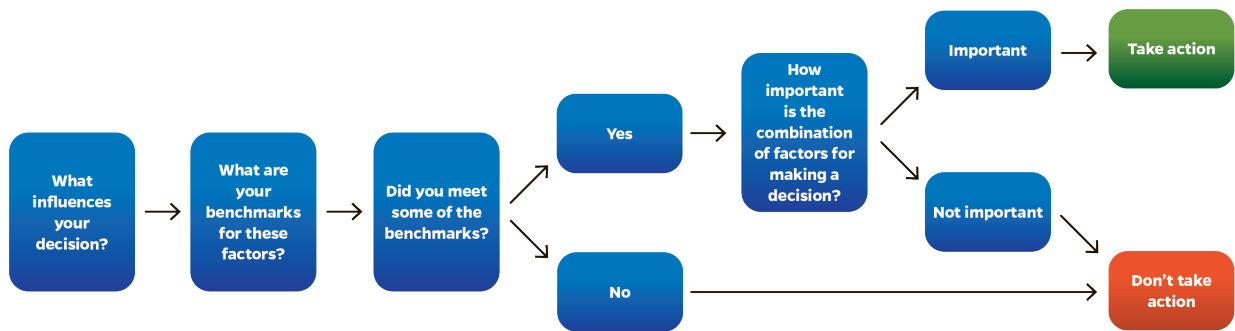 What
influences
your
decision?
What are
your
benchmarks
for these
factors?
Did you meet
some of the
benchmarks?
Yes
No
How
important
is the
combination
of factors for
making a
decision?
Important
Not important
Take action
Don’t take
action